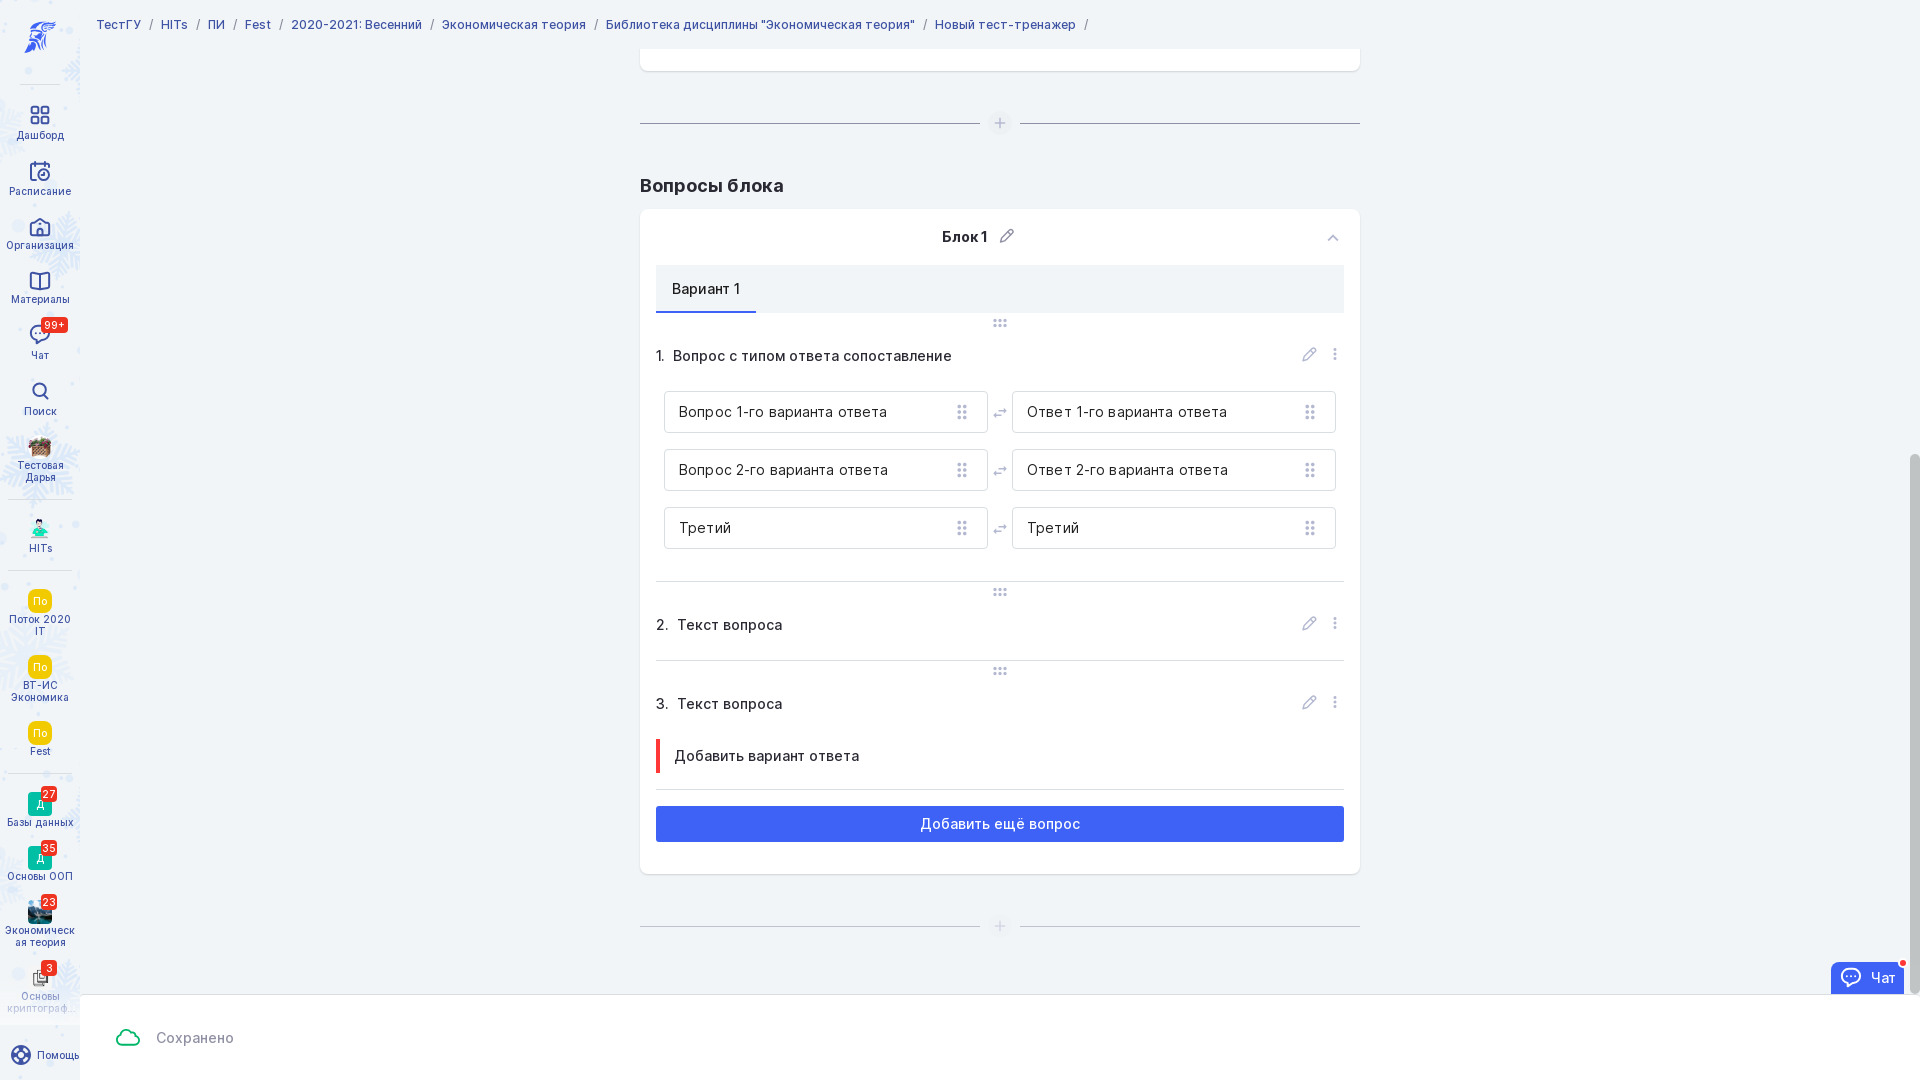 ТестГУ / HITs / ПИ / Fest / 2020-2021: Весенний / Экономическая теория / Библиотека дисциплины "Экономическая теория" / Новый тест-тренажер /
Дашборд
Расписание
Организация
Материалы
99+
Чат
Поиск
Тестовая
Дарья
HITs
По
Поток 2020
IT
По
ВТ-ИС
Экономика
По
Fest
27
Д
Базы данных
35
Д
Основы ООП
23
Экономическ
ая теория
3
Основы
криптограф...
Помощь
Вопросы блока
Блок 1
Вариант 1
1. Вопрос с типом ответа сопоставление
Вопрос 1-го варианта ответа
Ответ 1-го варианта ответа
Вопрос 2-го варианта ответа
Ответ 2-го варианта ответа
Третий
Третий
2. Текст вопроса
3. Текст вопроса
Добавить вариант ответа
Добавить ещё вопрос
Чат
Сохранено